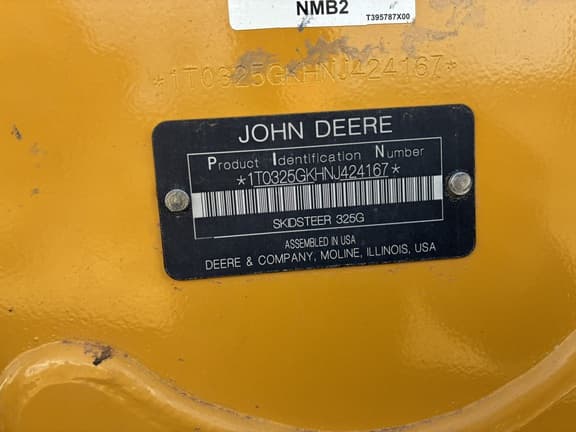 NMB2
T395787X00
*1T0325GKHNJ424167*
JOHN DEERE
Product Identification Number
*1T0325GKHNJ424167*
SKIDSTEER 325G
ASSEMBLED IN USA
DEERE & COMPANY, MOLINE, ILLINOIS, USA